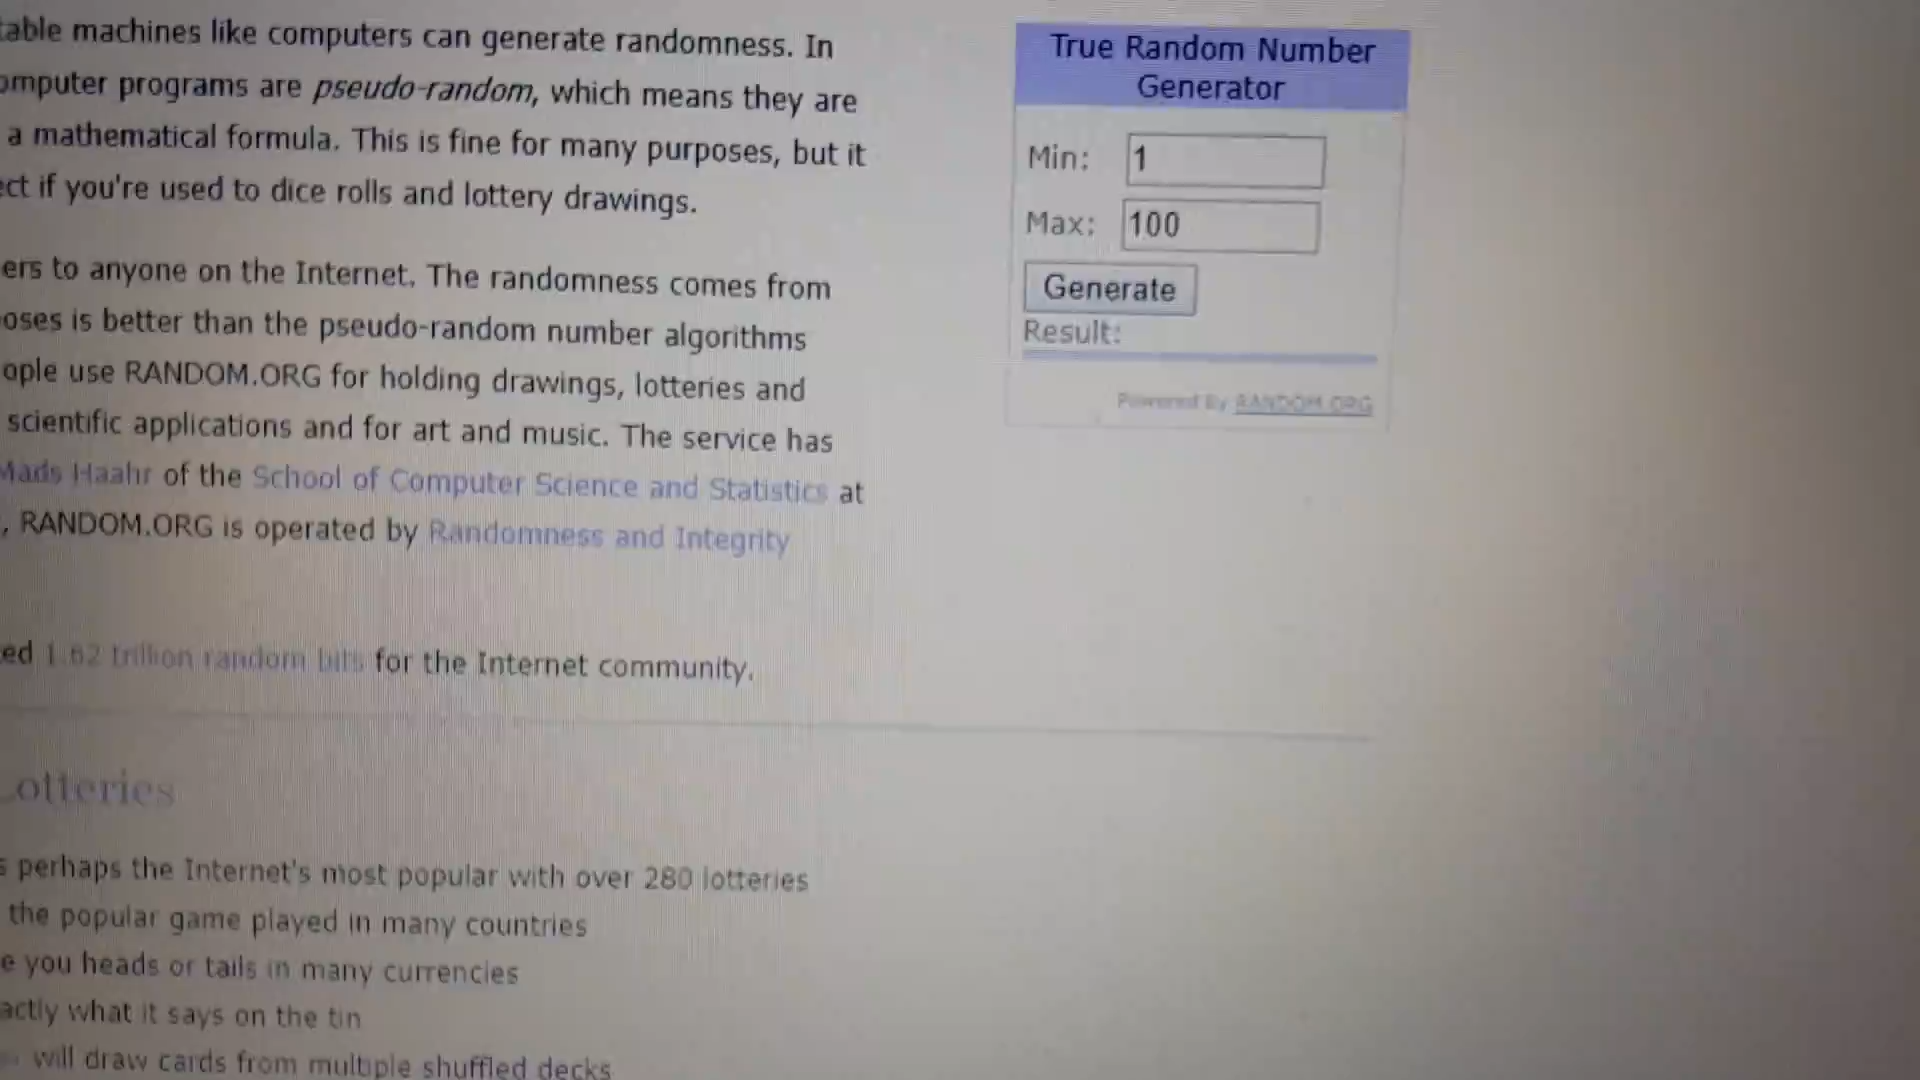 able machines like computers can generate randomness. In
omputer programs are pseudo-random, which means they are
a mathematical formula. This is fine for many purposes, but it
ect if you're used to dice rolls and lottery drawings.
ers to anyone on the Internet. The randomness comes from
oses is better than the pseudo-random number algorithms
ople use RANDOM.ORG for holding drawings, lotteries and
scientific applications and for art and music. The service has
Mads Haahr of the School of Computer Science and Statistics at
, RANDOM.ORG is operated by Randomness and Integrity
ed 1.62 trillion random bits for the Internet community.
Lotteries
s perhaps the Internet's most popular with over 280 lotteries
the popular game played in many countries
e you heads or tails in many currencies
actly what it says on the tin
will draw cards from multiple shuffled decks
True Random Number
Generator
Min: 1
Max: 100
Generate
Result:
Powered by RANDOM.ORG